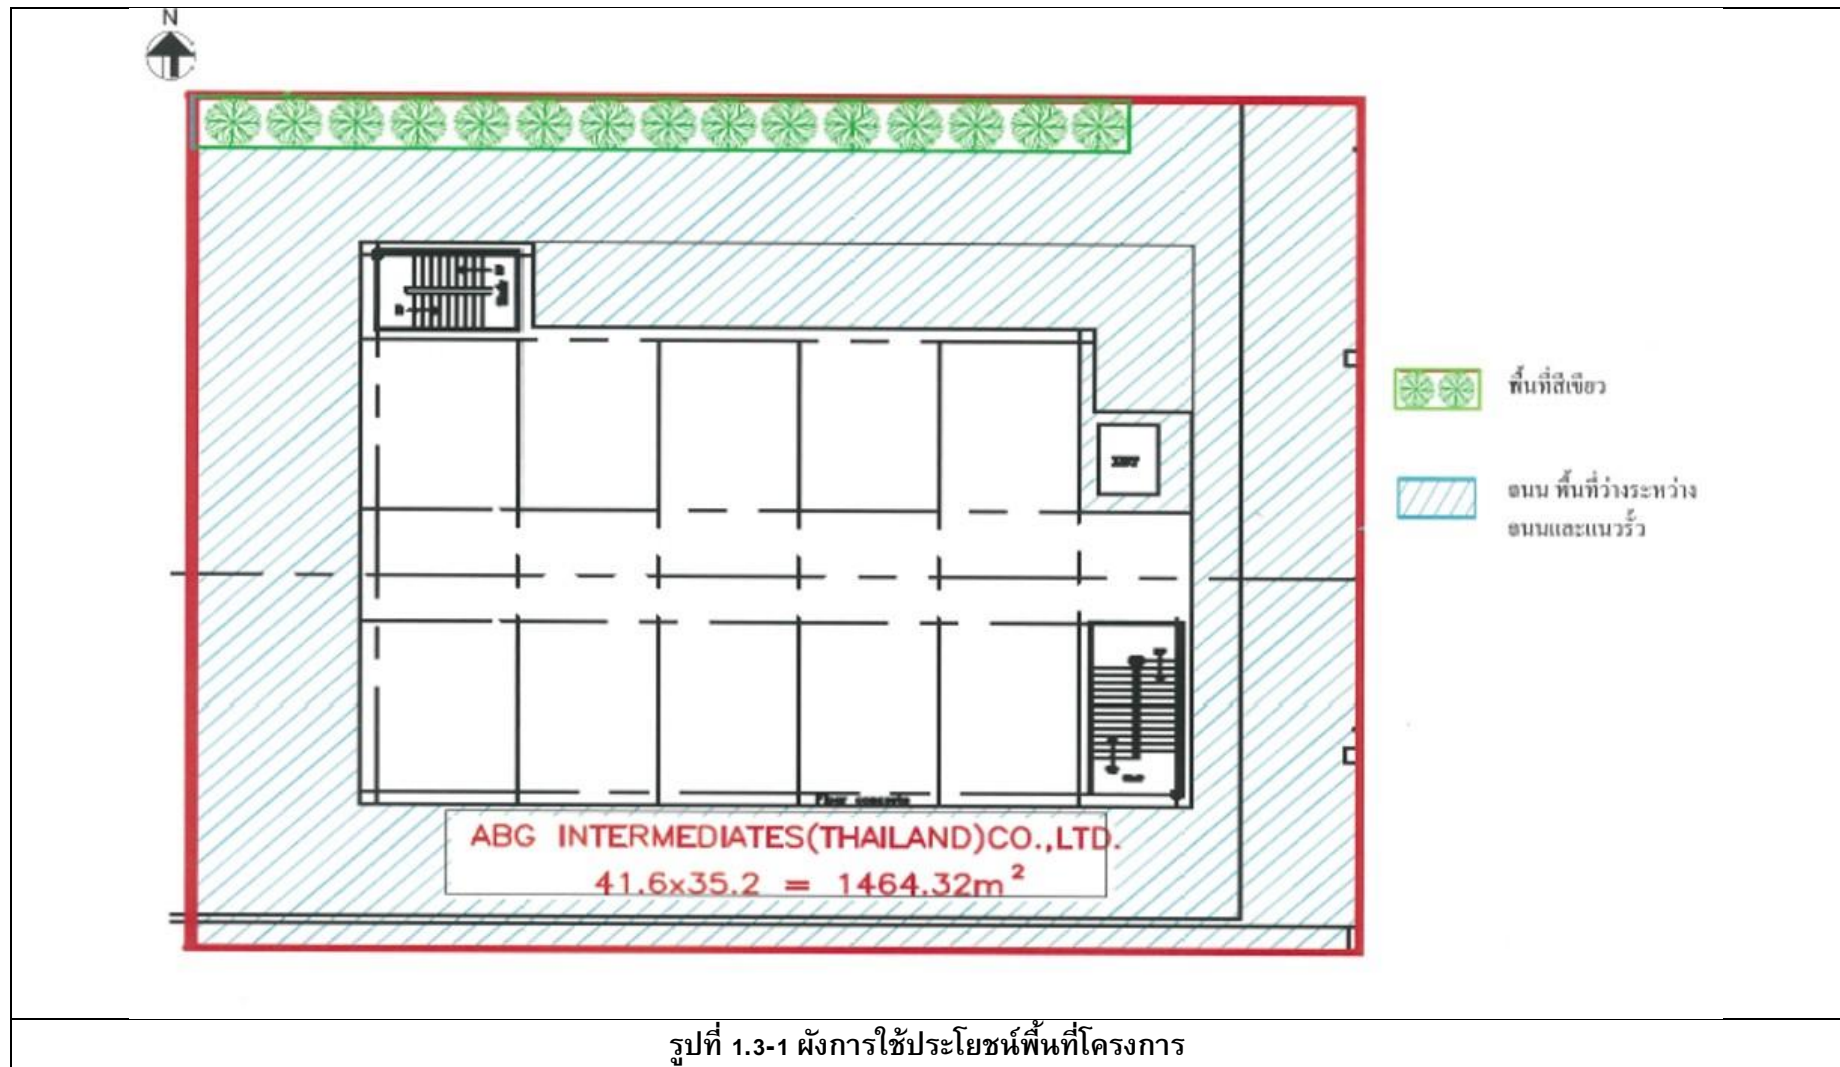 N
พื้นที่สีเขียว
ถนน พื้นที่ว่างระหว่าง
ถนนและแนวรั้ว
Floor concerte
ABG INTERMEDIATES(THAILAND)CO.,LTD.
41.6x35.2 = 1464.32m²
รูปที่ 1.3-1 ผังการใช้ประโยชน์พื้นที่โครงการ